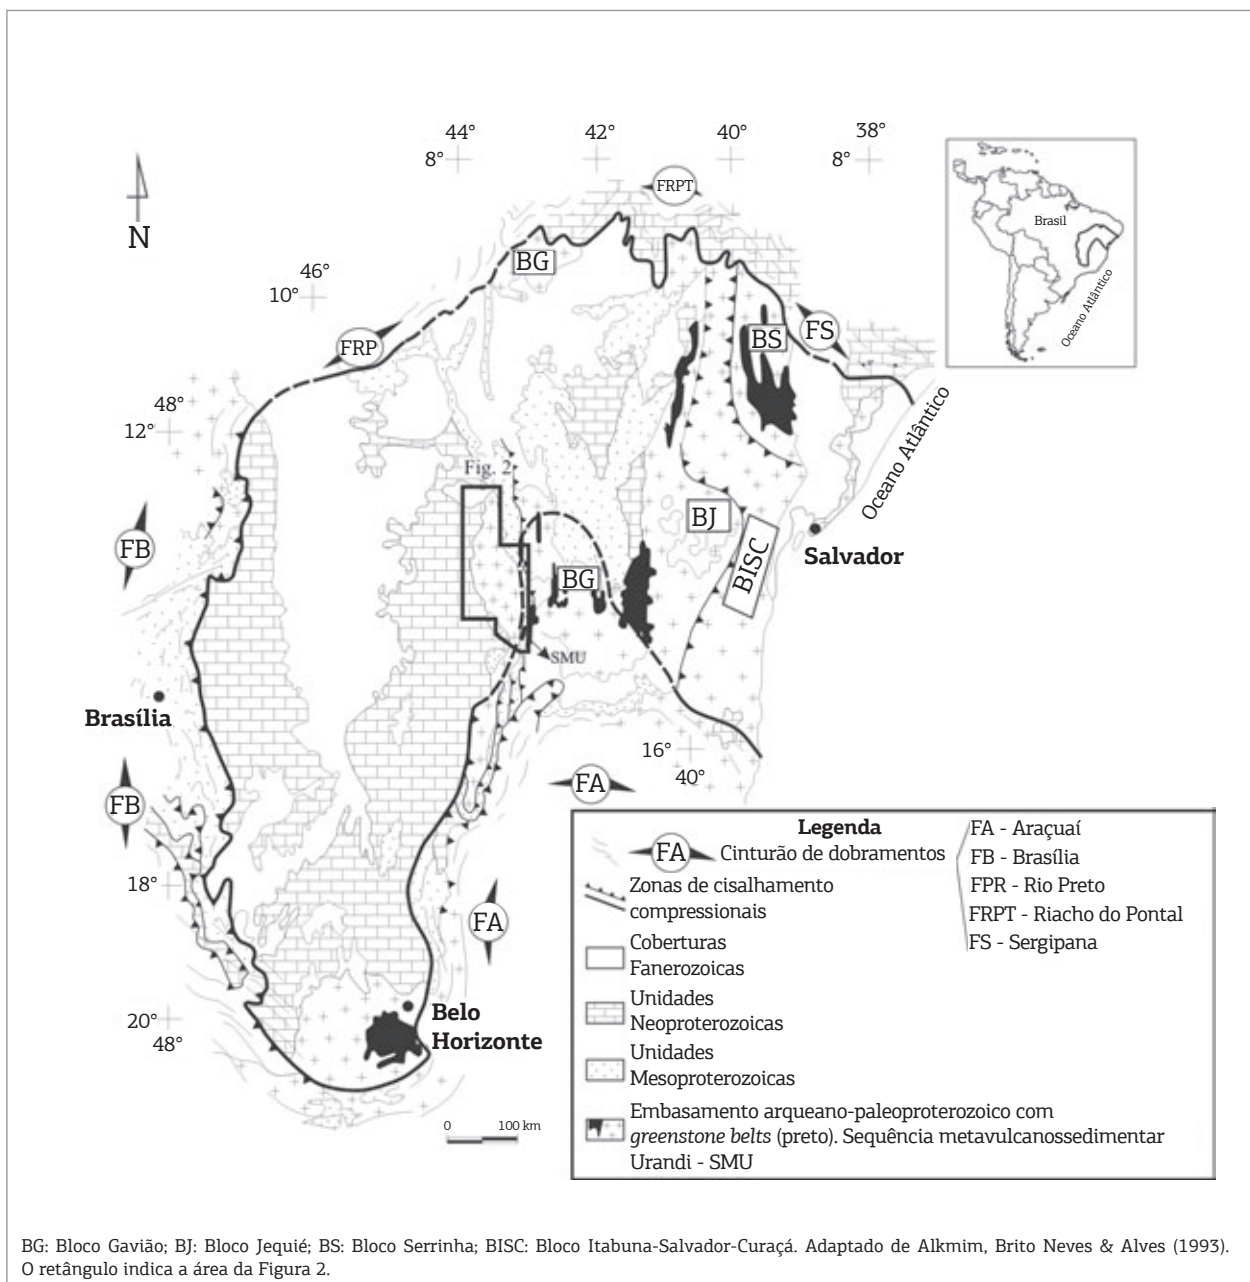 44°
42°
40°
38°
8°
8°
FRPT
N
Brasil
Oceano Atlântico
BG
46°
10°
FRP
BS
FS
48°
12°
Oceano Atlântico
Fig. 2
BJ
FB
BISC
Salvador
BG
SMU
Brasília
16°
40°
FA
FB
18°
FA
20°
48°
Belo
Horizonte
0 100 km
Legenda
FA Cinturão de dobramentos
FA - Araçuaí
FB - Brasília
FPR - Rio Preto
FRPT - Riacho do Pontal
FS - Sergipana
Zonas de cisalhamento
compressionais
Coberturas
Fanerozoicas
Unidades
Neoproterozoicas
Unidades
Mesoproterozoicas
Embasamento arqueano-paleoproterozoico com
greenstone belts (preto). Sequência metavulcanossedimentar
Urandi - SMU
BG: Bloco Gavião; BJ: Bloco Jequié; BS: Bloco Serrinha; BISC: Bloco Itabuna-Salvador-Curaçá. Adaptado de Alkmim, Brito Neves & Alves (1993).
O retângulo indica a área da Figura 2.